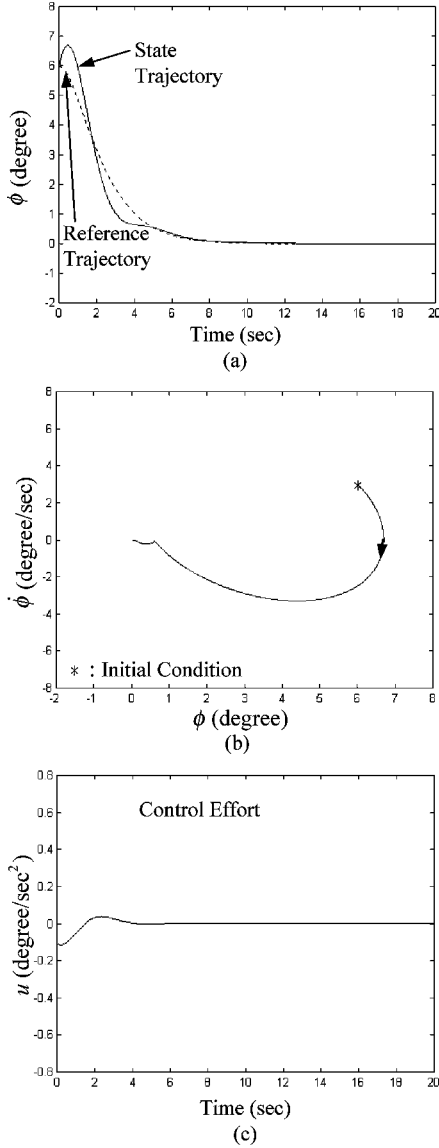 8
7
6
5
4
3
2
1
0
-1
-2
ϕ (degree)
State
Trajectory
Reference
Trajectory
0 2 4 6 8 10 12 14 16 18 20
Time (sec)
(a)
8
6
4
2
0
-2
-4
-6
-8
ϕ̇ (degree/sec)
* : Initial Condition
-2 -1 0 1 2 3 4 5 6 7 8
ϕ (degree)
(b)
0.8
0.6
0.4
0.2
0
-0.2
-0.4
-0.6
-0.8
u (degree/sec²)
Control Effort
0 2 4 6 8 10 12 14 16 18 20
Time (sec)
(c)